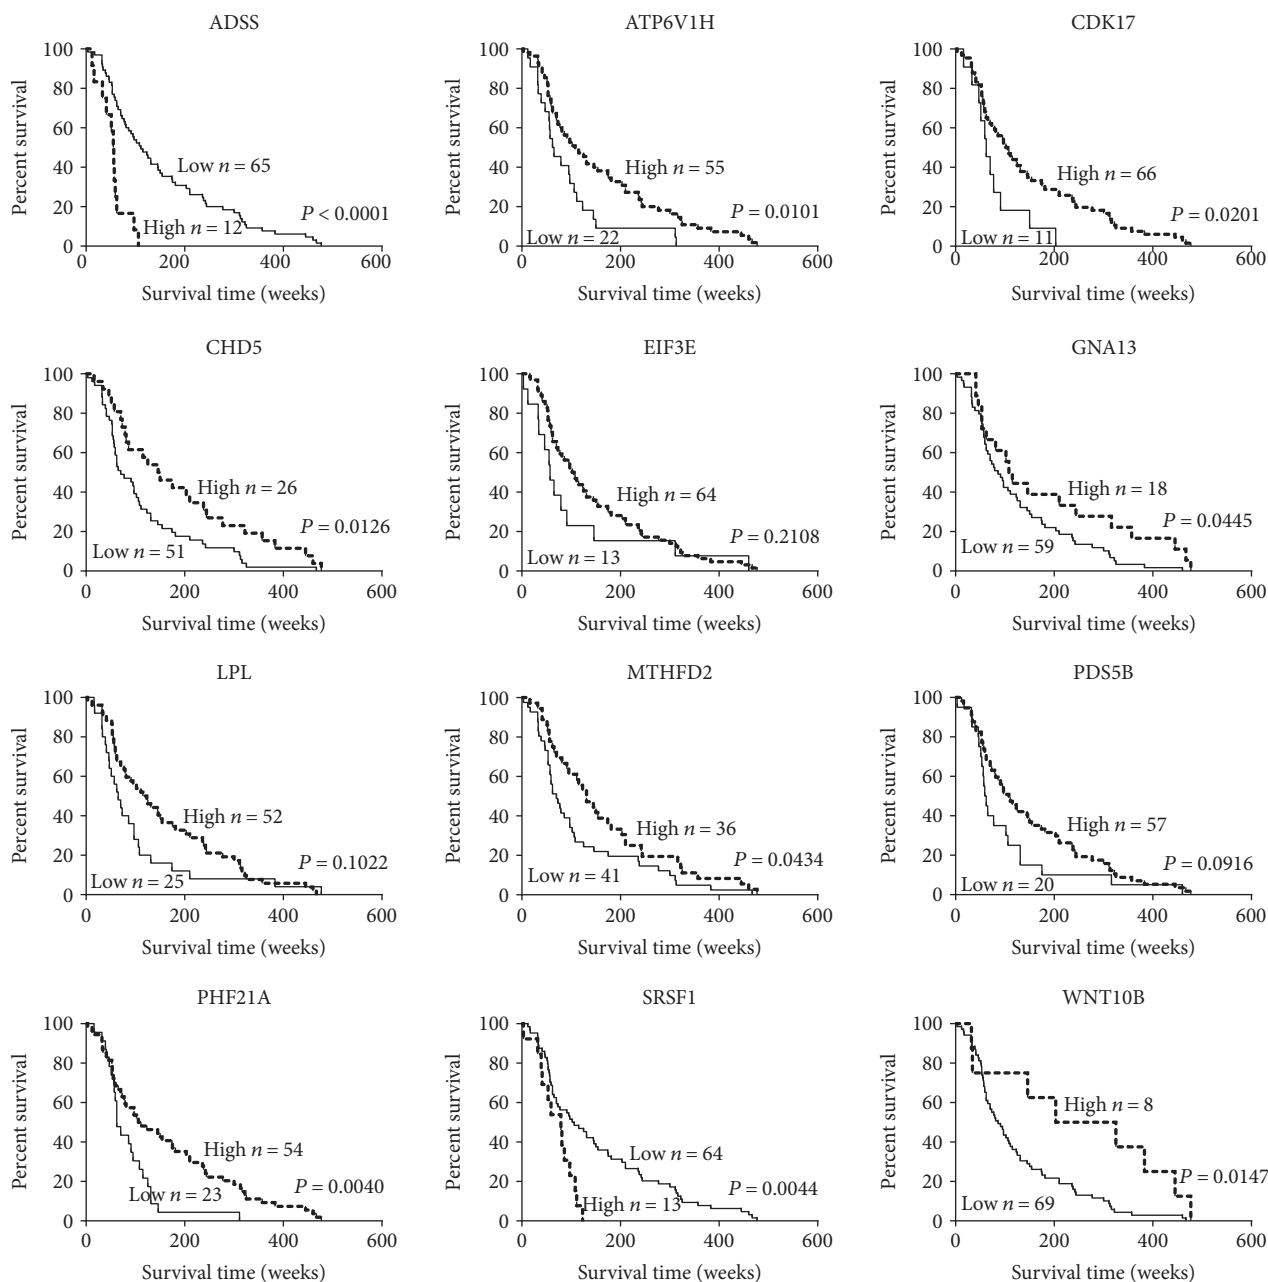 ADSS
Percent survival
100
80
60
40
20
0
Low n = 65
High n = 12
P < 0.0001
0 200 400 600
Survival time (weeks)
ATP6V1H
Percent survival
100
80
60
40
20
0
High n = 55
Low n = 22
P = 0.0101
0 200 400 600
Survival time (weeks)
CDK17
Percent survival
100
80
60
40
20
0
High n = 66
Low n = 11
P = 0.0201
0 200 400 600
Survival time (weeks)
CHD5
Percent survival
100
80
60
40
20
0
High n = 26
P = 0.0126
Low n = 51
0 200 400 600
Survival time (weeks)
EIF3E
Percent survival
100
80
60
40
20
0
High n = 64
P = 0.2108
Low n = 13
0 200 400 600
Survival time (weeks)
GNA13
Percent survival
100
80
60
40
20
0
High n = 18
P = 0.0445
Low n = 59
0 200 400 600
Survival time (weeks)
LPL
Percent survival
100
80
60
40
20
0
High n = 52
P = 0.1022
Low n = 25
0 200 400 600
Survival time (weeks)
MTHFD2
Percent survival
100
80
60
40
20
0
High n = 36
P = 0.0434
Low n = 41
0 200 400 600
Survival time (weeks)
PDS5B
Percent survival
100
80
60
40
20
0
High n = 57
P = 0.0916
Low n = 20
0 200 400 600
Survival time (weeks)
PHF21A
Percent survival
100
80
60
40
20
0
High n = 54
P = 0.0040
Low n = 23
0 200 400 600
Survival time (weeks)
SRSF1
Percent survival
100
80
60
40
20
0
Low n = 64
P = 0.0044
High n = 13
0 200 400 600
Survival time (weeks)
WNT10B
Percent survival
100
80
60
40
20
0
High n = 8
P = 0.0147
Low n = 69
0 200 400 600
Survival time (weeks)